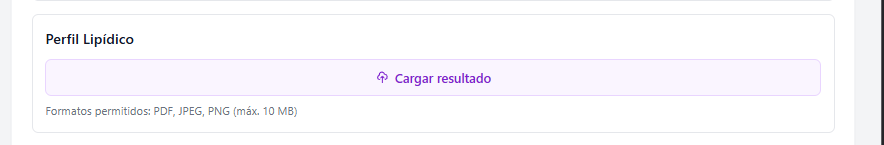 Perfil Lipídico
Cargar resultado
Formatos permitidos: PDF, JPEG, PNG (máx. 10 MB)